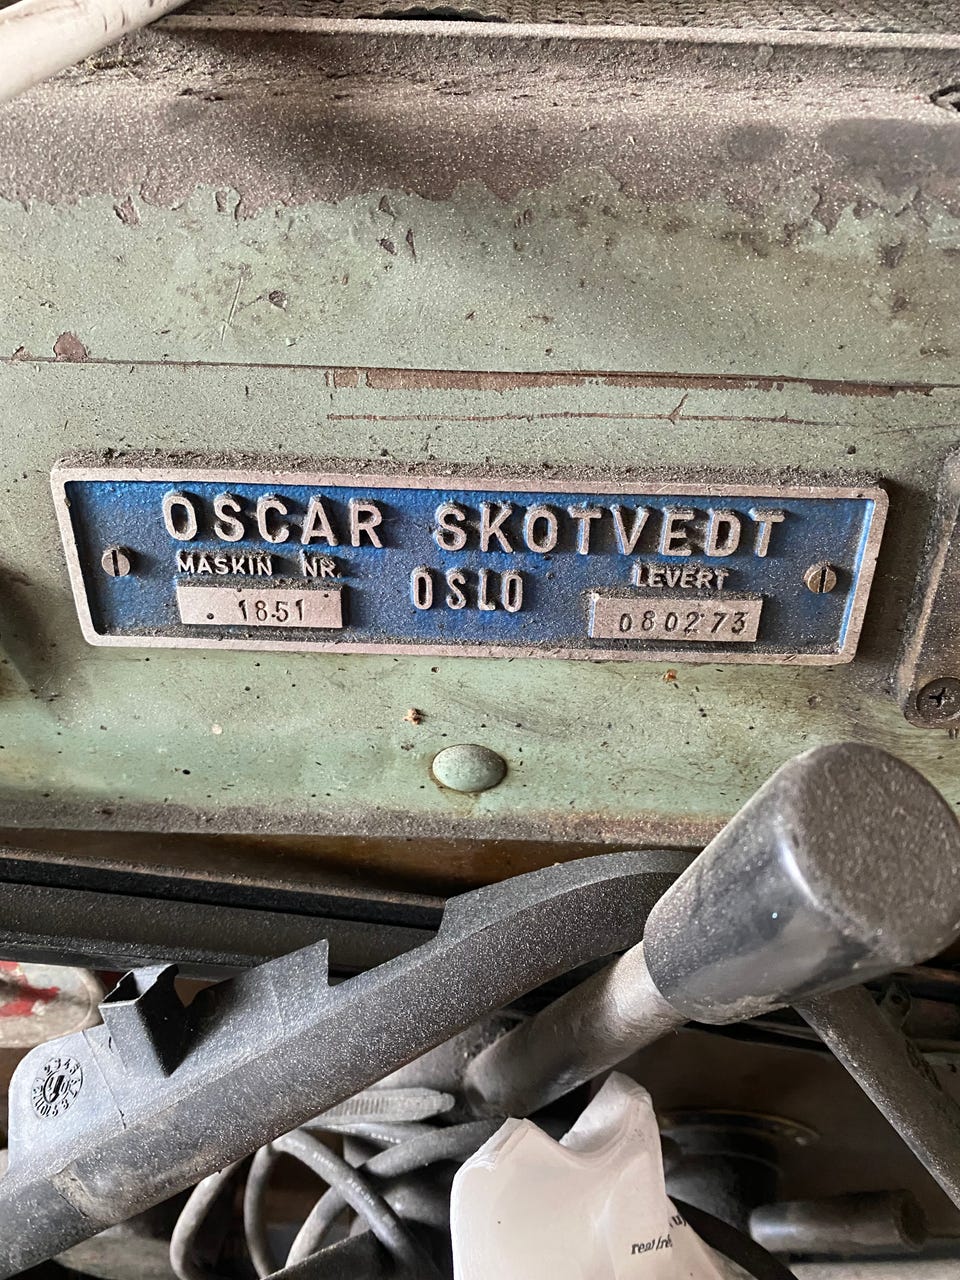 OSCAR SKOTVEDT
MASKIN NR. OSLO LEVERT
1851 080273